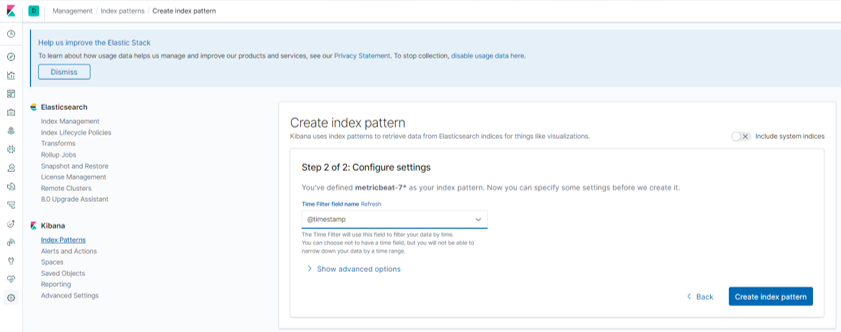 D Management / Index patterns / Create index pattern
Help us improve the Elastic Stack
To learn about how usage data helps us manage and improve our products and services, see our Privacy Statement. To stop collection, disable usage data here.
Dismiss
Elasticsearch
Index Management
Index Lifecycle Policies
Transforms
Rollup Jobs
Snapshot and Restore
License Management
Remote Clusters
8.0 Upgrade Assistant
Kibana
Index Patterns
Alerts and Actions
Spaces
Saved Objects
Reporting
Advanced Settings
Create index pattern
Kibana uses index patterns to retrieve data from Elasticsearch indices for things like visualizations.
Include system indices
Step 2 of 2: Configure settings
You've defined metricbeat-7* as your index pattern. Now you can specify some settings before we create it.
Time Filter field name Refresh
@timestamp
The Time Filter will use this field to filter your data by time.
You can choose not to have a time field, but you will not be able to
narrow down your data by a time range.
Show advanced options
Back
Create index pattern